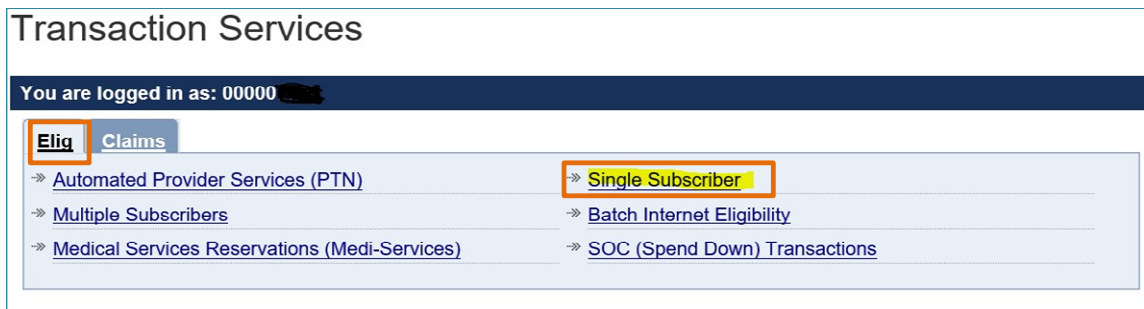 Transaction Services
You are logged in as: 00000
Elig Claims
Automated Provider Services (PTN)
Single Subscriber
Multiple Subscribers
Batch Internet Eligibility
Medical Services Reservations (Medi-Services)
SOC (Spend Down) Transactions